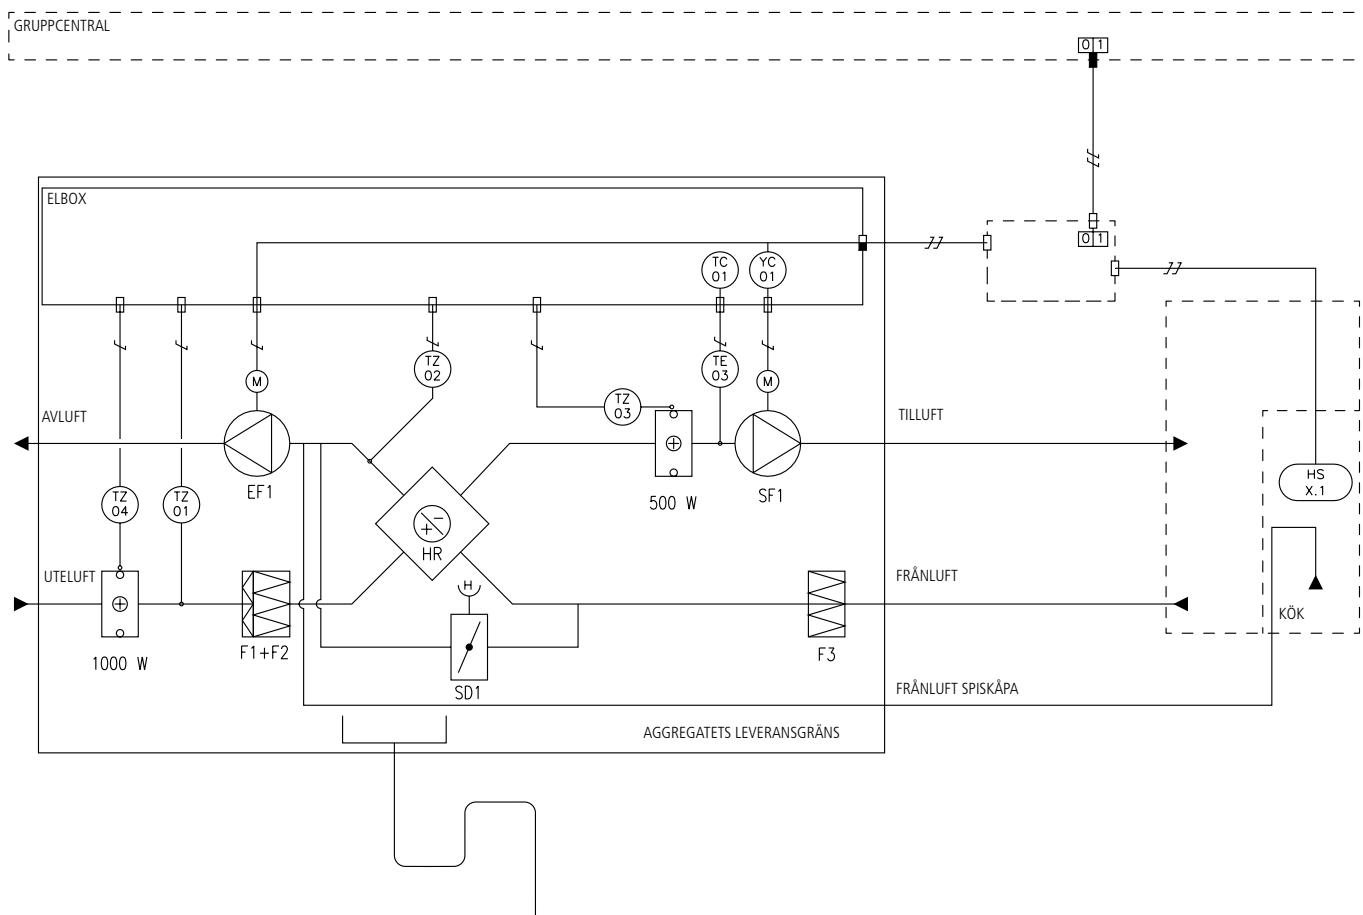 GRUPPCENTRAL
0 1
ELBOX
0 1
TC
01
YC
01
TZ
02
TE
03
M
M
TZ
03
AVLUFT
TILLUFT
EF1
SF1
500 W
HS
X.1
TZ
04
TZ
01
HR
UTELUFT
FRÅNLUFT
H
KÖK
1000 W
F1+F2
F3
SD1
FRÅNLUFT SPISKÅPA
AGGREGATETS LEVERANSGRÄNS